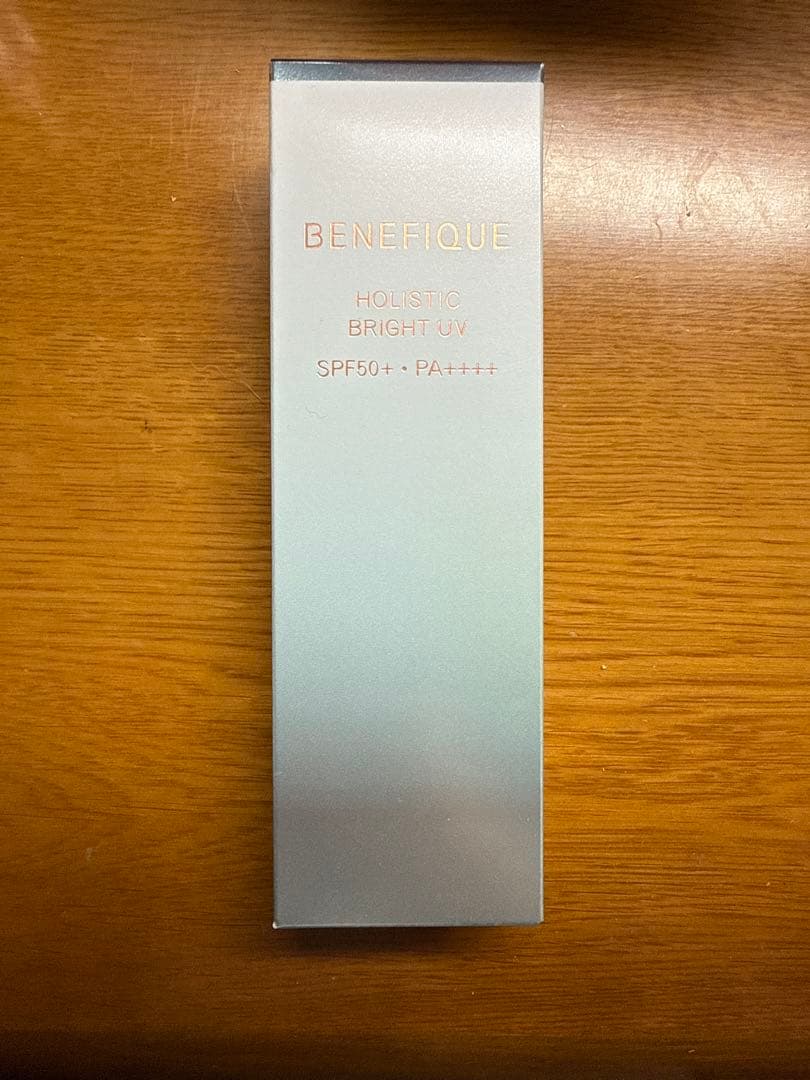 BENEFIQUE
HOLISTIC
BRIGHT UV
SPF50+・PA++++